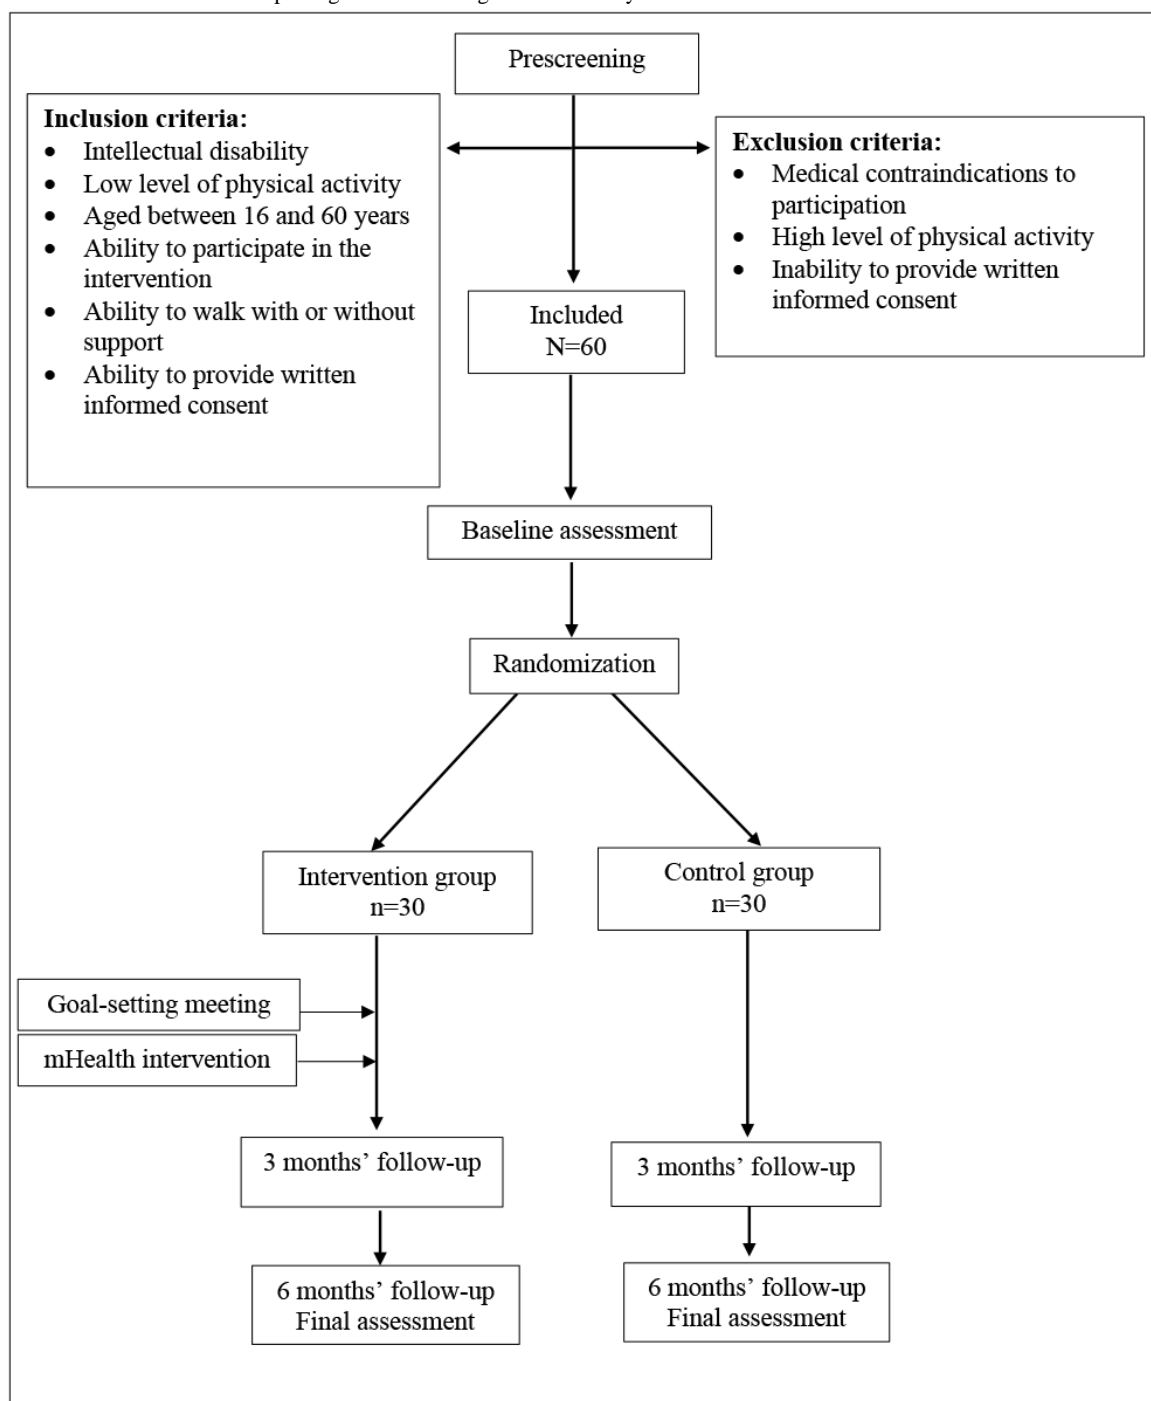 Prescreening
Inclusion criteria:
• Intellectual disability
• Low level of physical activity
• Aged between 16 and 60 years
• Ability to participate in the
intervention
• Ability to walk with or without
support
• Ability to provide written
informed consent
Exclusion criteria:
• Medical contraindications to
participation
• High level of physical activity
• Inability to provide written
informed consent
Included
N=60
Baseline assessment
Randomization
Intervention group
n=30
Control group
n=30
Goal-setting meeting
mHealth intervention
3 months’ follow-up
3 months’ follow-up
6 months’ follow-up
Final assessment
6 months’ follow-up
Final assessment